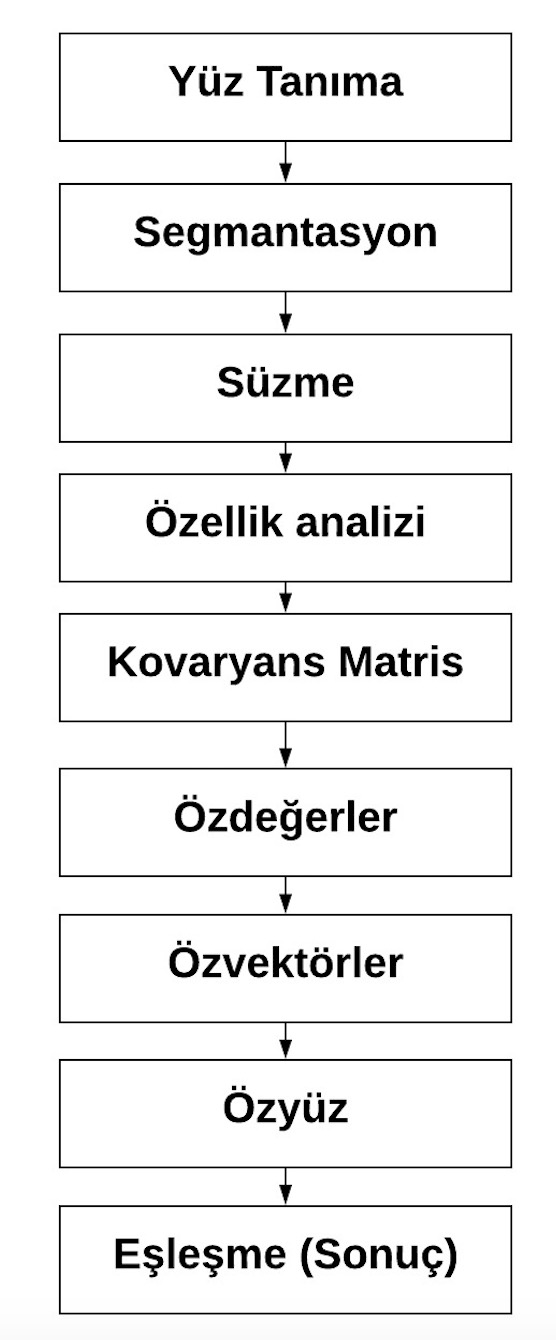 Yüz Tanıma
Segmantasyon
Süzme
Özellik analizi
Kovaryans Matris
Özdeğerler
Özvektörler
Özyüz
Eşleşme (Sonuç)